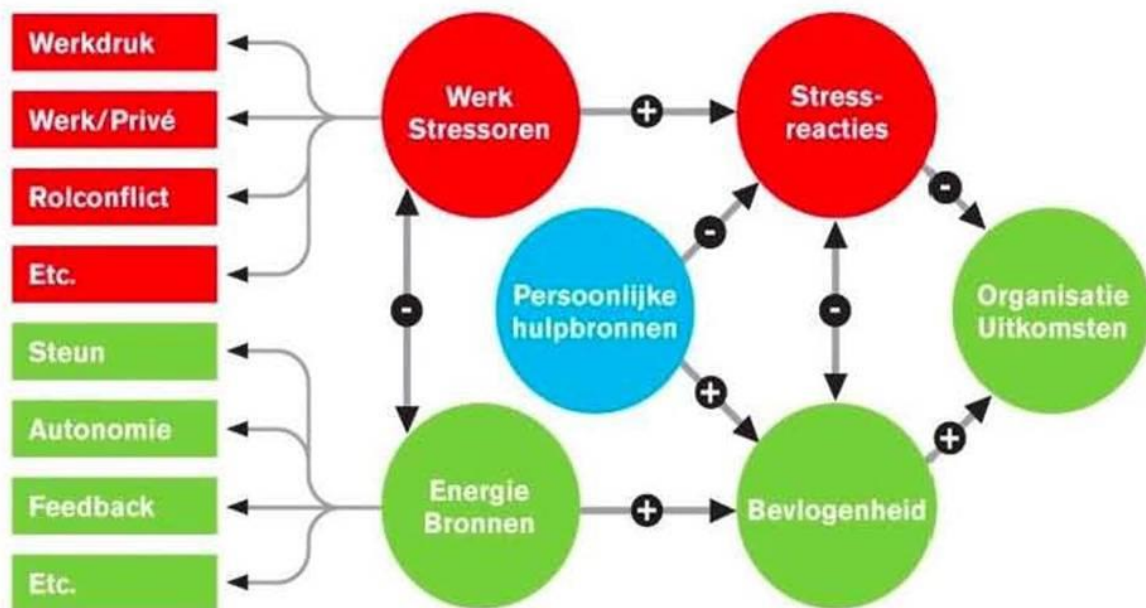 Werkdruk
Werk/Privé
Rolconflict
Etc.
Steun
Autonomie
Feedback
Etc.
Werk
Stressoren
+
Stress-
reacties
-
-
-
-
Persoonlijke
hulpbronnen
+
Organisatie
Uitkomsten
Energie
Bronnen
+
Bevlogenheid
+